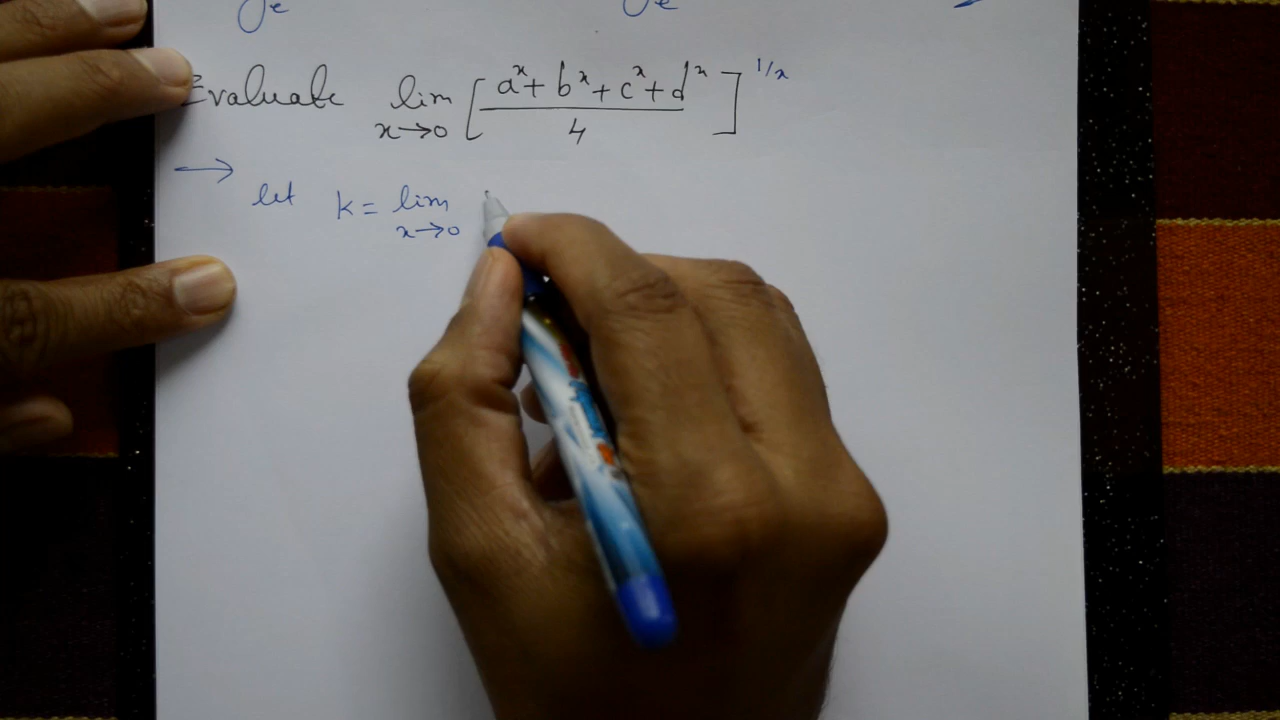 Evaluate lim x→0 [ (a^x + b^x + c^x + d^x) / 4 ]^1/x
→ let k = lim x→0